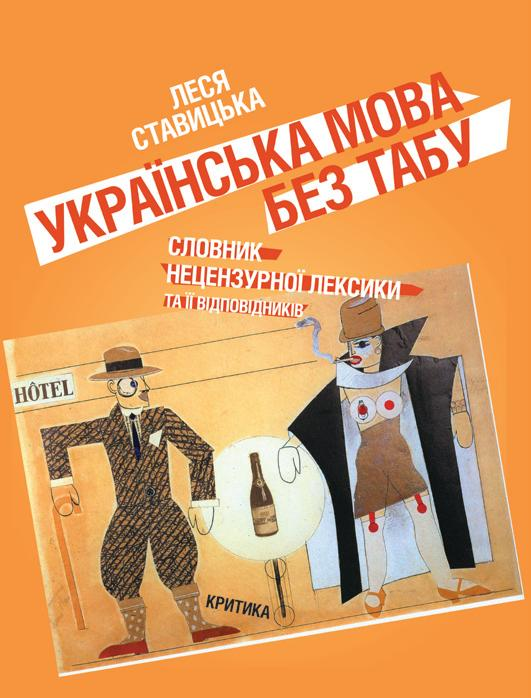 ЛЕСЯ
СТАВИЦЬКА
УКРАЇНСЬКА МОВА
БЕЗ ТАБУ
СЛОВНИК
НЕЦЕНЗУРНОЇ ЛЕКСИКИ
ТА ЇЇ ВІДПОВІДНИКІВ
HÔTEL
КРИТИКА